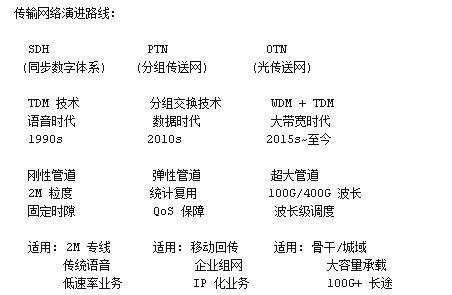 传输网络演进路线：
SDH PTN OTN
(同步数字体系) (分组传送网) (光传送网)
TDM 技术 分组交换技术 WDM + TDM
语音时代 数据时代 大带宽时代
1990s 2010s 2015s~至今
刚性管道 弹性管道 超大管道
2M 粒度 统计复用 100G/400G 波长
固定时隙 QoS 保障 波长级调度
适用: 2M 专线 适用: 移动回传 适用: 骨干/城域
传统语音 企业组网 大容量承载
低速率业务 IP 化业务 100G+ 长途